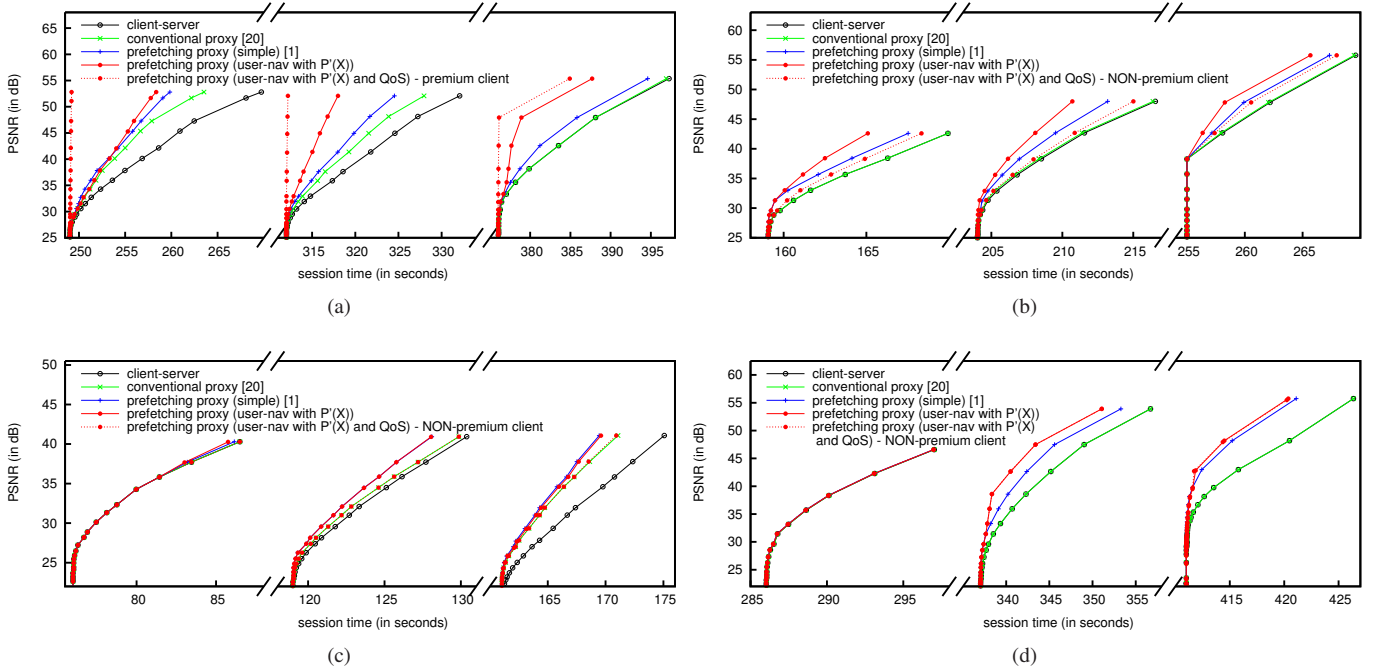 client-server
conventional proxy [20]
prefetching proxy (simple) [1]
prefetching proxy (user-nav with P'(X))
prefetching proxy (user-nav with P'(X) and QoS) - premium client
PSNR (in dB)
65
60
55
50
45
40
35
30
25
250 255 260 265 315 320 325 330 380 385 390 395
session time (in seconds)
(a)
client-server
conventional proxy [20]
prefetching proxy (simple) [1]
prefetching proxy (user-nav with P'(X))
prefetching proxy (user-nav with P'(X) and QoS) - NON-premium client
PSNR (in dB)
60
55
50
45
40
35
30
25
160 165 205 210 215 255 260 265
session time (in seconds)
(b)
client-server
conventional proxy [20]
prefetching proxy (simple) [1]
prefetching proxy (user-nav with P'(X))
prefetching proxy (user-nav with P'(X) and QoS) - NON-premium client
PSNR (in dB)
50
45
40
35
30
25
80 85 120 125 130 165 170 175
session time (in seconds)
(c)
client-server
conventional proxy [20]
prefetching proxy (simple) [1]
prefetching proxy (user-nav with P'(X))
prefetching proxy (user-nav with P'(X)
and QoS) - NON-premium client
PSNR (in dB)
60
55
50
45
40
35
30
25
285 290 295 340 345 350 355 415 420 425
session time (in seconds)
(d)